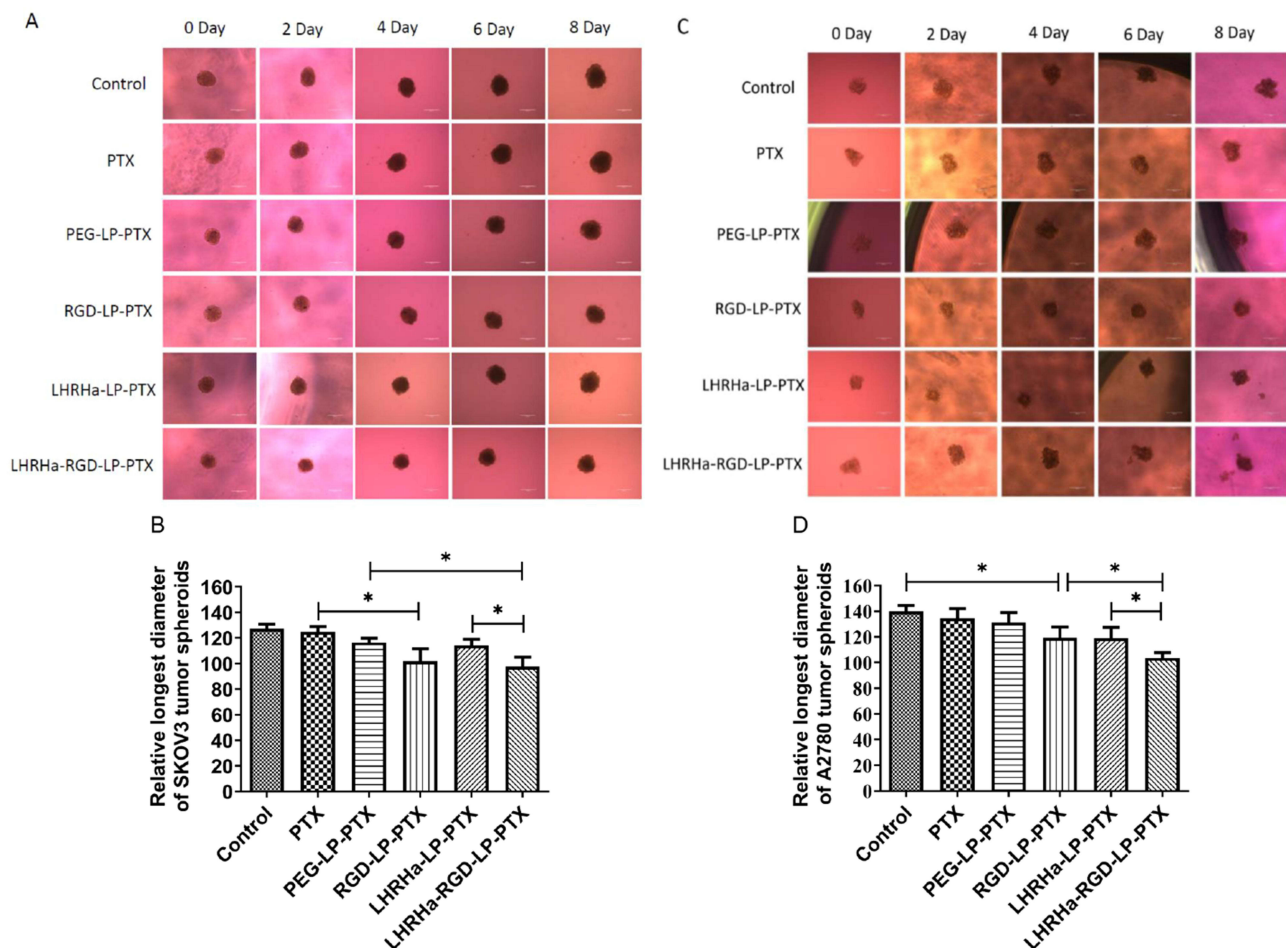 A
0 Day 2 Day 4 Day 6 Day 8 Day
Control
PTX
PEG-LP-PTX
RGD-LP-PTX
LHRHa-LP-PTX
LHRHa-RGD-LP-PTX
C
0 Day 2 Day 4 Day 6 Day 8 Day
Control
PTX
PEG-LP-PTX
RGD-LP-PTX
LHRHa-LP-PTX
LHRHa-RGD-LP-PTX
B
Relative longest diameter
of SKOV3 tumor spheroids
160
140
120
100
80
60
40
20
0
*
*
*
Control
PTX
PEG-LP-PTX
RGD-LP-PTX
LHRHa-LP-PTX
LHRHa-RGD-LP-PTX
D
Relative longest diameter
of A2780 tumor spheroids
160
140
120
100
80
60
40
20
0
*
*
*
Control
PTX
PEG-LP-PTX
RGD-LP-PTX
LHRHa-LP-PTX
LHRHa-RGD-LP-PTX